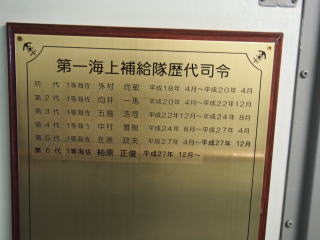 第一海上補給隊歴代司令
初 代 1等海佐 外村 尚敏 平成18年 4月～平成20年 4月
第2代 1等海佐 向井 一馬 平成20年 4月～平成22年12月
第3代 1等海佐 五島 浩司 平成22年12月～平成24年 8月
第4代 1等海佐 中村 雅樹 平成24年 8月～平成27年 4月
第5代 1等海佐 在原 政夫 平成27年 4月～平成27年 12月
第6代 1等海佐 柏原 正俊 平成27年 12月～